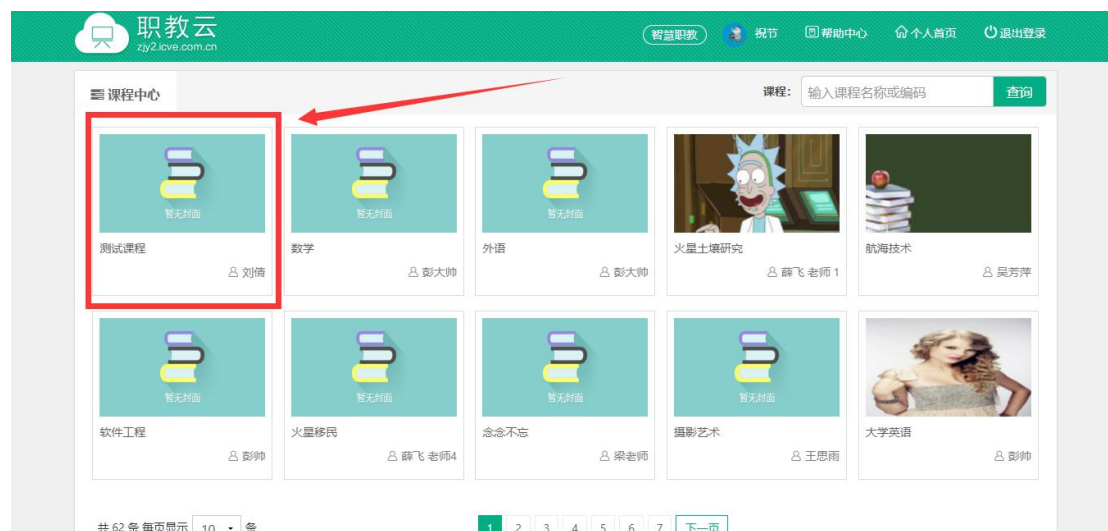 职教云
zjy2.icve.com.cn
智慧职教 祝节 帮助中心 个人首页 退出登录
课程中心
课程: 输入课程名称或编码 查询
暂无封面 暂无封面 暂无封面
测试课程 数学 外语 火星土壤研究 航海技术
刘倩 彭大帅 彭大帅 薛飞 老师 1 吴芳萍
暂无封面 暂无封面 暂无封面 暂无封面
软件工程 火星移民 念念不忘 摄影艺术 大学英语
彭帅 薛飞 老师4 梁老师 王思雨 彭帅
共 62 条 每页显示 10 条 1 2 3 4 5 6 7 下一页